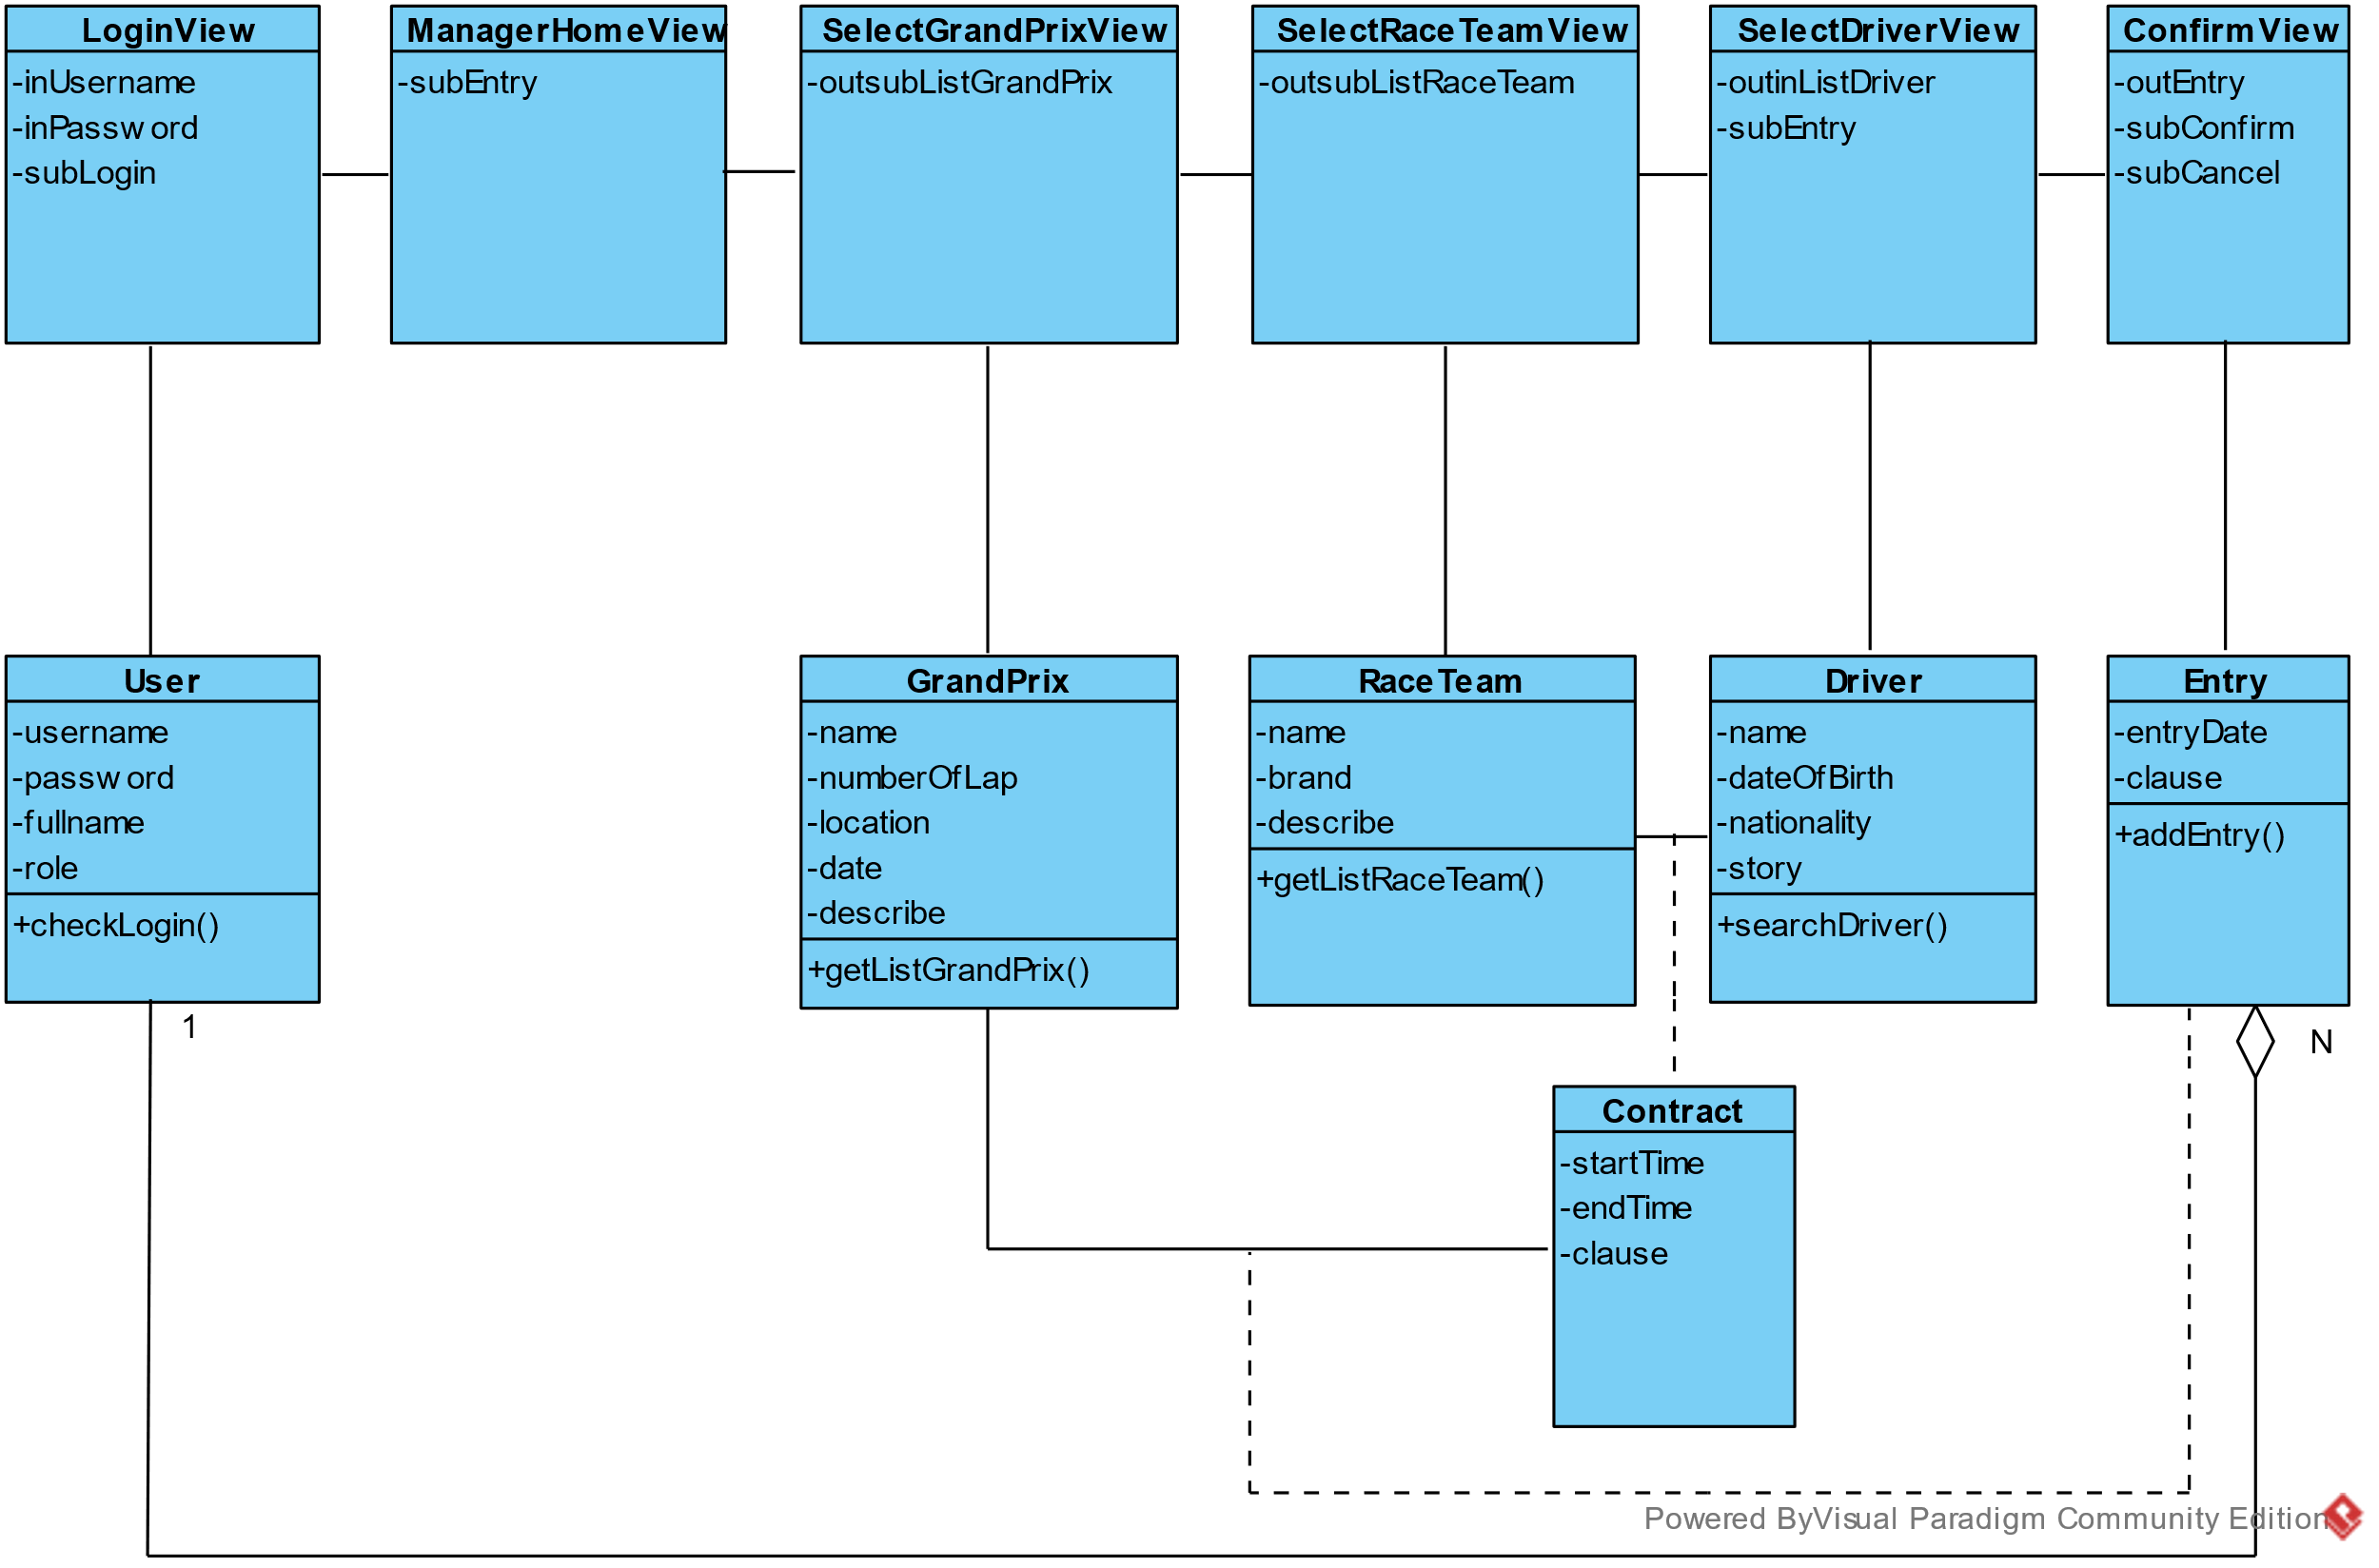 LoginView
-inUsername
-inPassword
-subLogin
ManagerHomeView
-subEntry
SelectGrandPrixView
-outsubListGrandPrix
SelectRaceTeamView
-outsubListRaceTeam
SelectDriverView
-outinListDriver
-subEntry
ConfirmView
-outEntry
-subConfirm
-subCancel
User
-username
-password
-fullname
-role
+checkLogin()
GrandPrix
-name
-numberOfLap
-location
-date
-describe
+getListGrandPrix()
RaceTeam
-name
-brand
-describe
+getListRaceTeam()
Driver
-name
-dateOfBirth
-nationality
-story
+searchDriver()
Entry
-entryDate
-clause
+addEntry()
1
N
Contract
-startTime
-endTime
-clause
Powered ByVisual Paradigm Community Edition